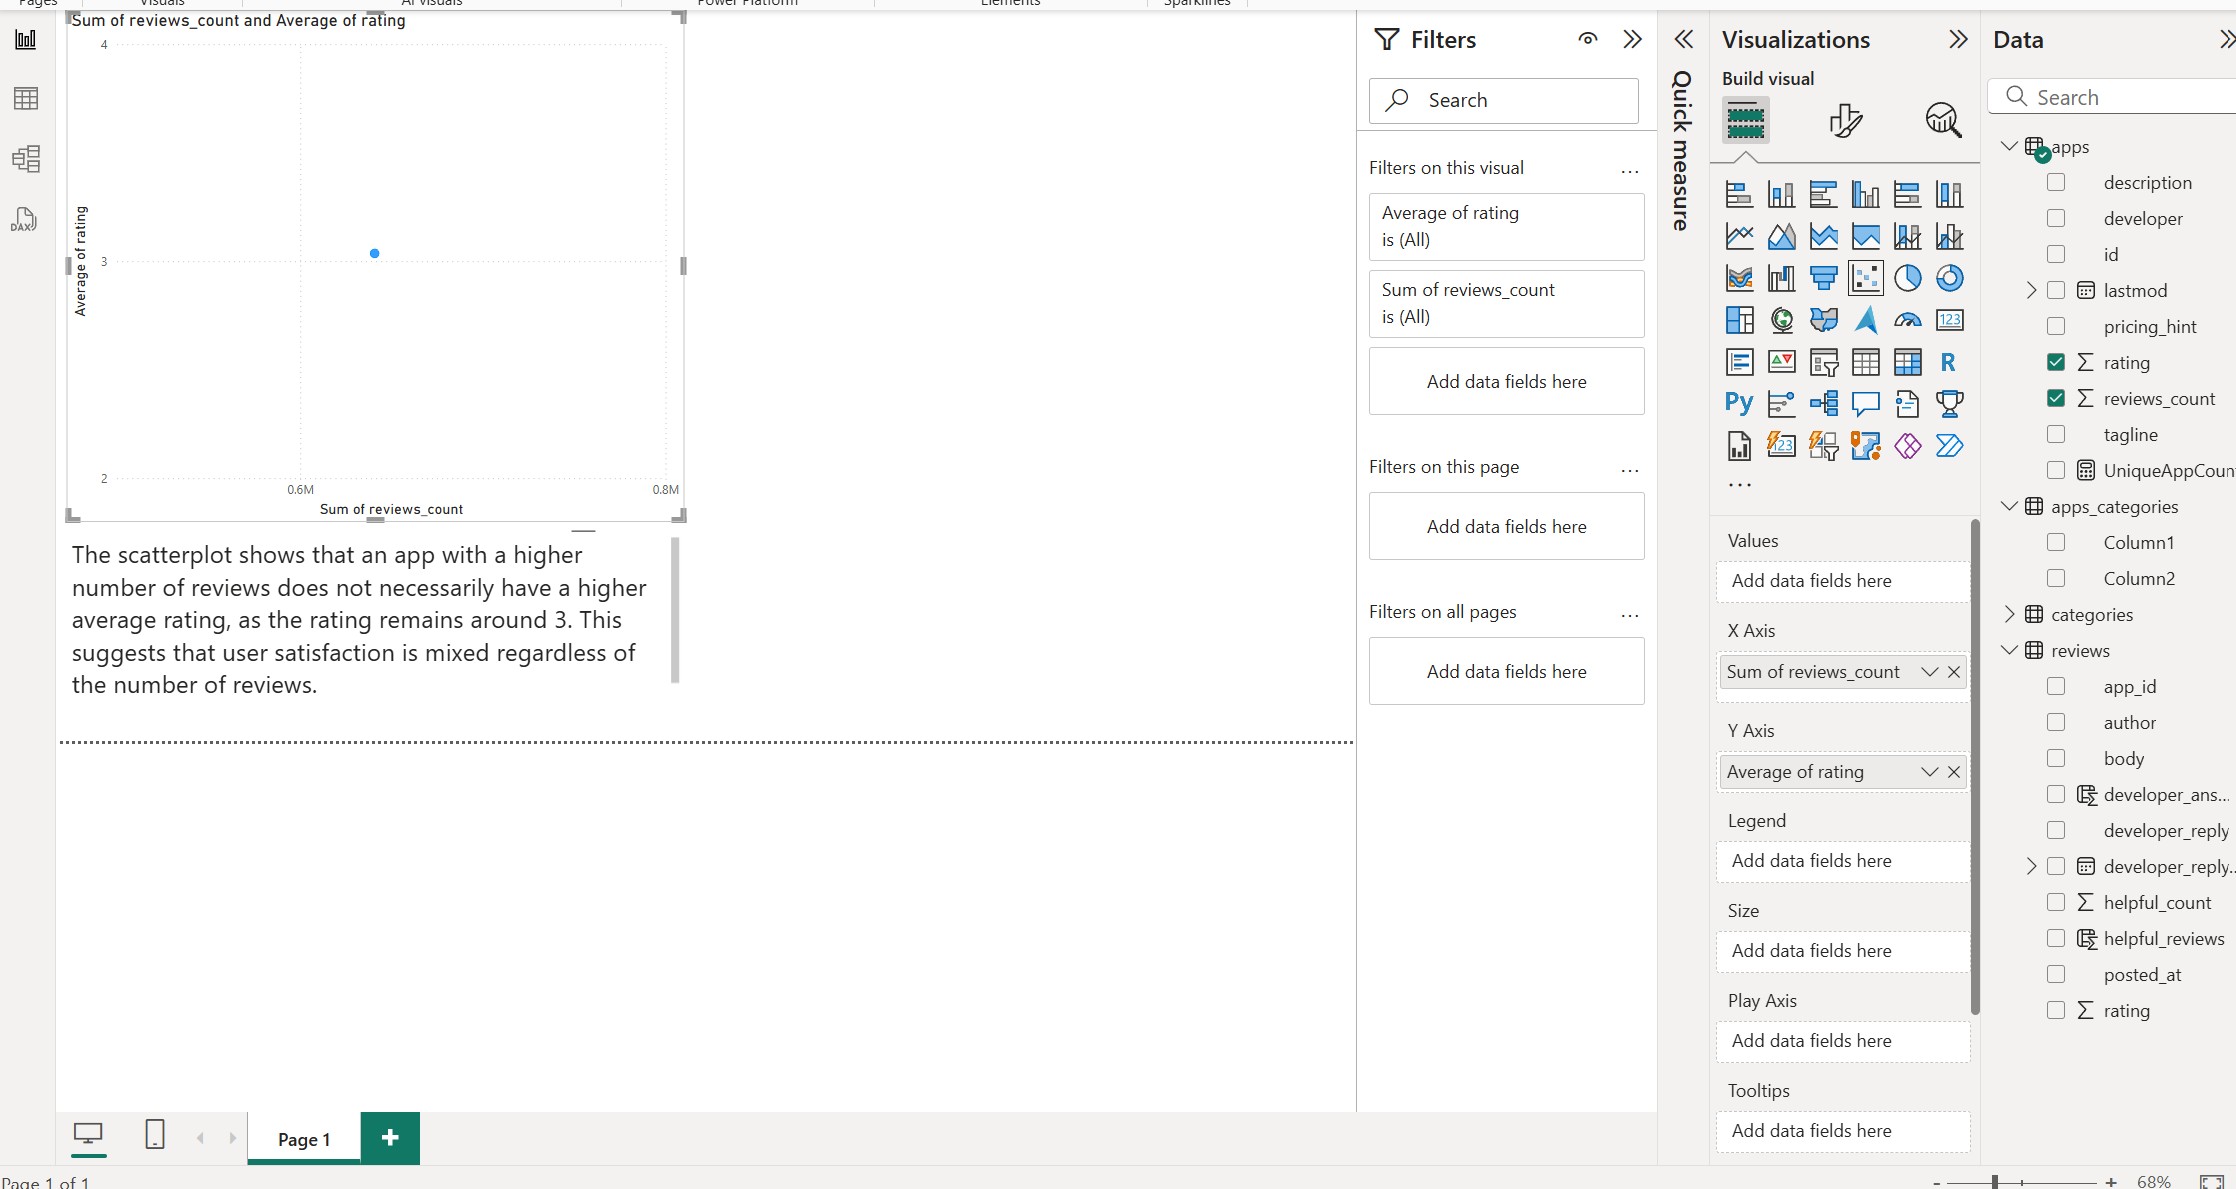 Pages
Visuals
AI visuals
Power Platform
Elements
Sparklines
Sum of reviews_count and Average of rating
4
3
2
Average of rating
0.6M
0.8M
Sum of reviews_count
The scatterplot shows that an app with a higher
number of reviews does not necessarily have a higher
average rating, as the rating remains around 3. This
suggests that user satisfaction is mixed regardless of
the number of reviews.
DAX
Page 1
Page 1 of 1
Filters
Search
Filters on this visual
...
Average of rating
is (All)
Sum of reviews_count
is (All)
Add data fields here
Filters on this page
...
Add data fields here
Filters on all pages
...
Add data fields here
Quick measure
Visualizations
Build visual
123
R
Py
123
...
Values
Add data fields here
X Axis
Sum of reviews_count
Y Axis
Average of rating
Legend
Add data fields here
Size
Add data fields here
Play Axis
Add data fields here
Tooltips
Add data fields here
Data
Search
apps
description
developer
id
lastmod
pricing_hint
rating
reviews_count
tagline
UniqueAppCoun
apps_categories
Column1
Column2
categories
reviews
app_id
author
body
developer_ans...
developer_reply
developer_reply...
helpful_count
helpful_reviews
posted_at
rating
- + 68%